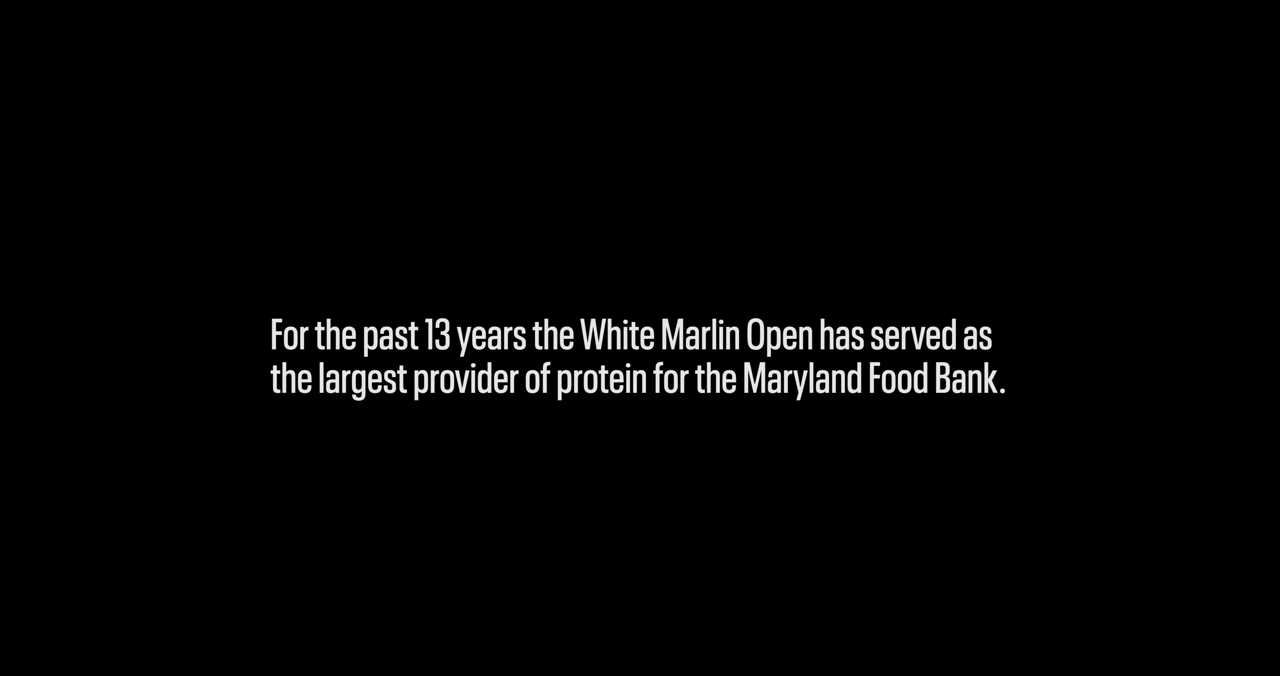 For the past 13 years the White Marlin Open has served as
the largest provider of protein for the Maryland Food Bank.